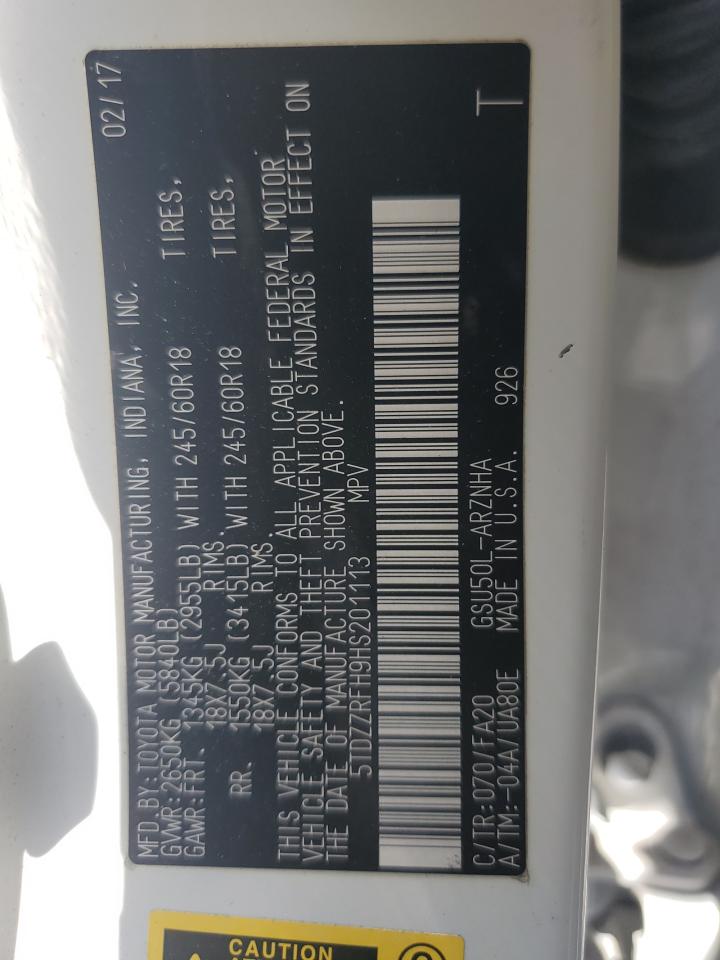 MFD.BY:TOYOTA MOTOR MANUFACTURING, INDIANA, INC. 02/17
GVWR:2650KG (5840LB)
GAWR:FRT. 1345KG (2955LB) WITH 245/60R18 TIRES,
18X7.5J RIMS.
RR. 1550KG (3415LB) WITH 245/60R18 TIRES,
18X7.5J RIMS.
THIS VEHICLE CONFORMS TO ALL APPLICABLE FEDERAL MOTOR
VEHICLE SAFETY AND THEFT PREVENTION STANDARDS IN EFFECT ON
THE DATE OF MANUFACTURE SHOWN ABOVE.
5TDZZRFH9HS201113 MPV
C/TR:070/FA20 GSU50L-ARZNHA T
A/TM:-04A/UA80E MADE IN U.S.A. 926
CAUTION